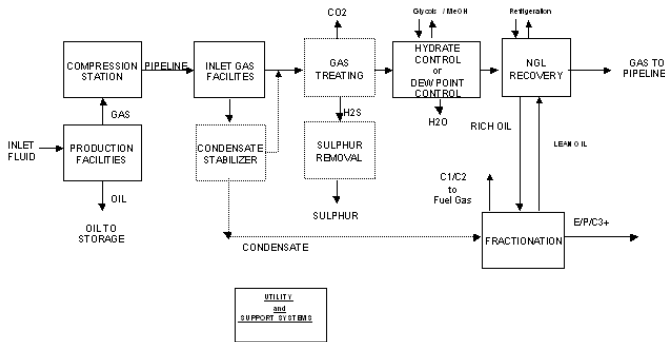 CO2
Glycols / MeOH
Refrigeration
COMPRESSION
STATION
PIPELINE
INLET GAS
FACILITES
GAS
TREATING
HYDRATE
CONTROL
or
DEW POINT
CONTROL
NGL
RECOVERY
GAS TO
PIPELINE
GAS
H2S
H2O
RICH OIL
LEAN OIL
INLET
FLUID
PRODUCTION
FACILITIES
CONDENSATE
STABILIZER
SULPHUR
REMOVAL
OIL
C1/C2
to
Fuel Gas
OIL TO
STORAGE
SULPHUR
CONDENSATE
FRACTIONATION
E/P/C3+
UTILITY
and
SUPPORT SYSTEMS